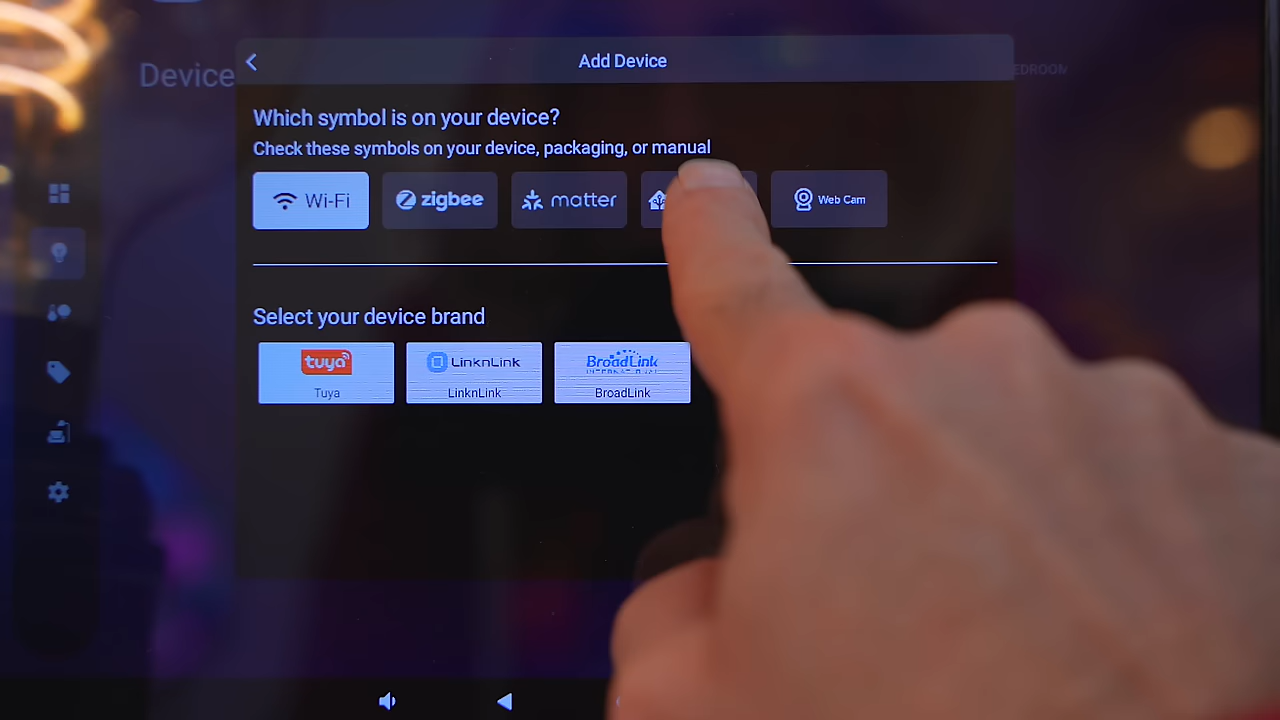 Device
Add Device
EDROOM
Which symbol is on your device?
Check these symbols on your device, packaging, or manual
Wi-Fi
zigbee
matter
Web Cam
Select your device brand
tuya
Tuya
LinknLink
LinknLink
BroadLink
BroadLink